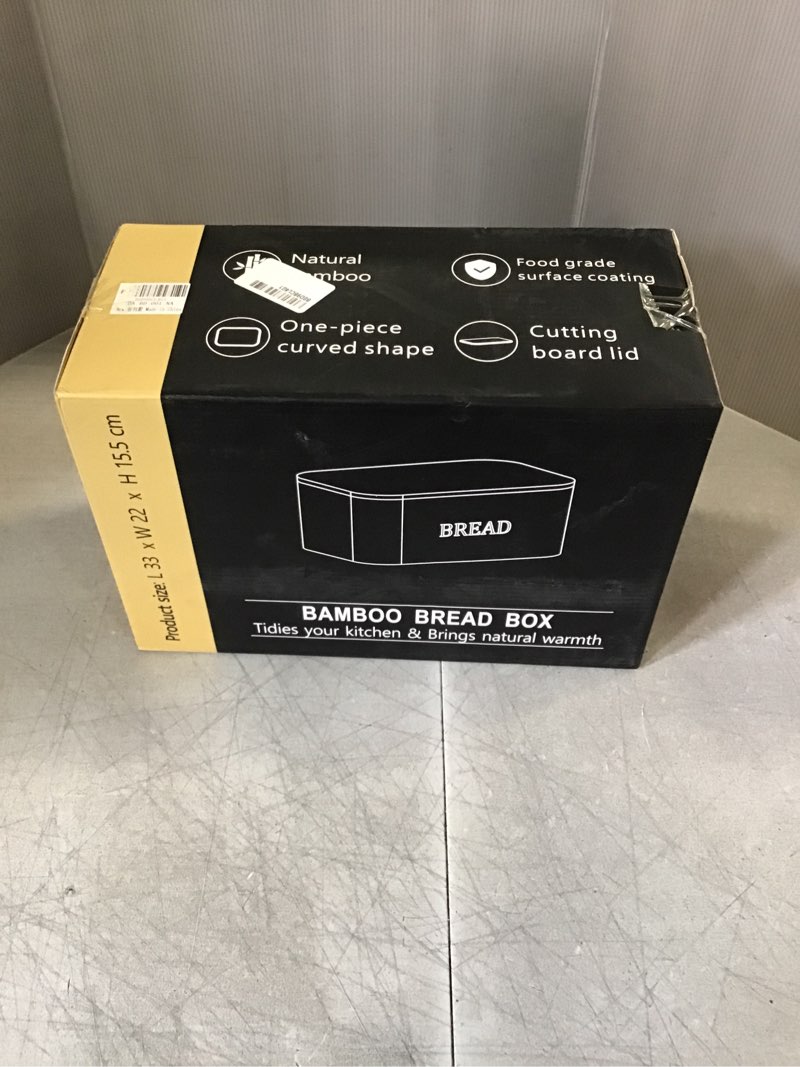 Natural
Food grade
surface coating
One-piece
curved shape
Cutting
board lid
Product size: L 33 x W 22 x H 15.5 cm
BREAD
BAMBOO BREAD BOX
Tidies your kitchen & Brings natural warmth